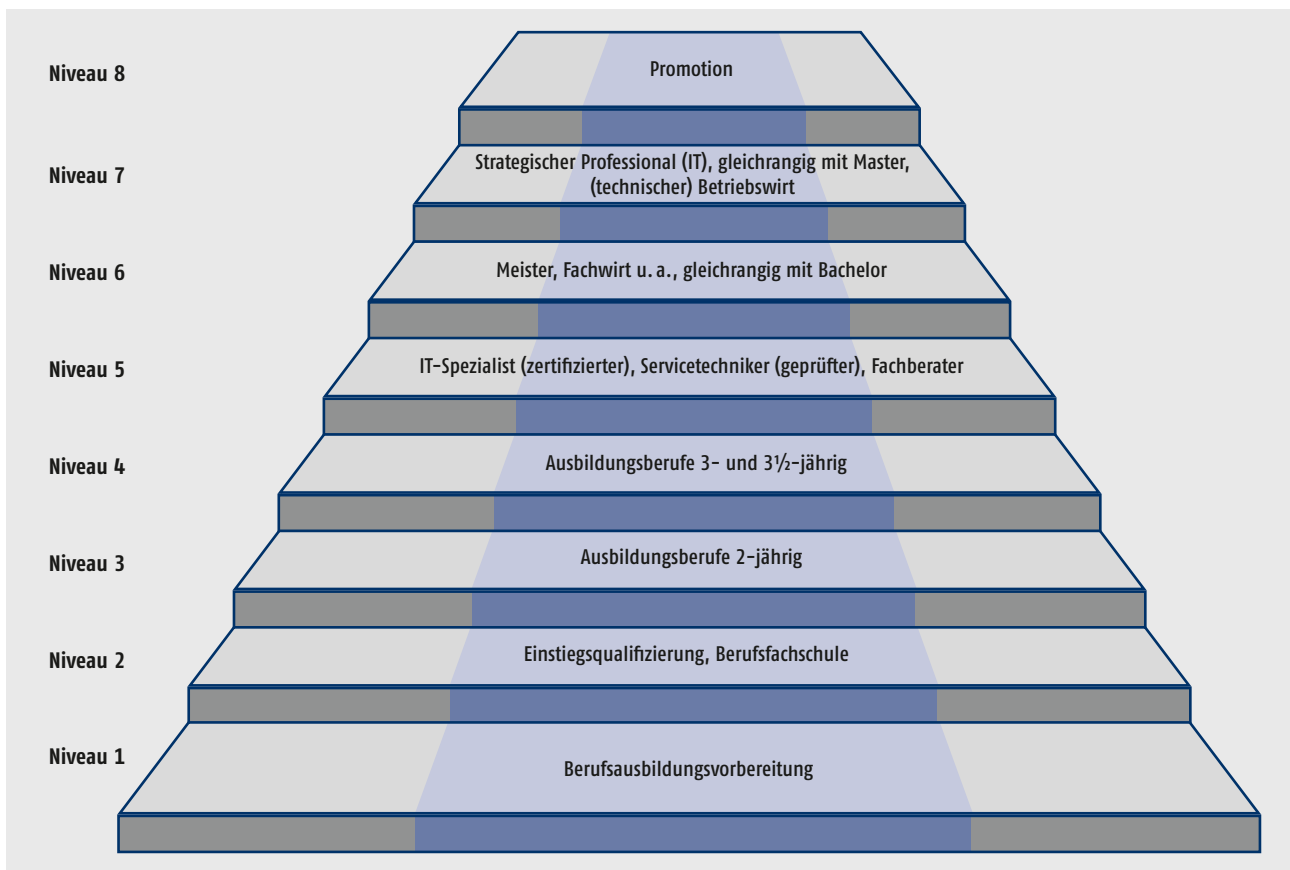 Niveau 8
Promotion
Niveau 7
Strategischer Professional (IT), gleichrangig mit Master,
(technischer) Betriebswirt
Niveau 6
Meister, Fachwirt u. a., gleichrangig mit Bachelor
Niveau 5
IT-Spezialist (zertifizierter), Servicetechniker (geprüfter), Fachberater
Niveau 4
Ausbildungsberufe 3- und 3½-jährig
Niveau 3
Ausbildungsberufe 2-jährig
Niveau 2
Einstiegsqualifizierung, Berufsfachschule
Niveau 1
Berufsausbildungsvorbereitung